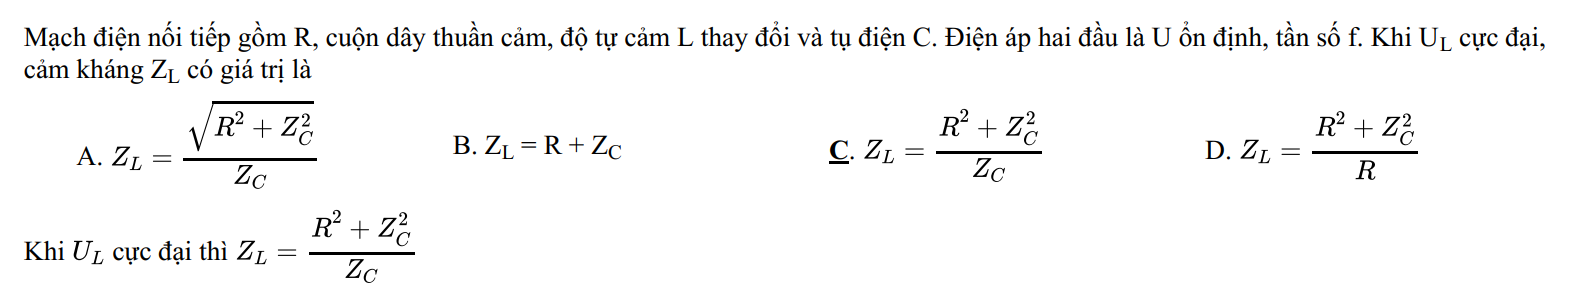 Mạch điện nối tiếp gồm R, cuộn dây thuần cảm, độ tự cảm L thay đổi và tụ điện C. Điện áp hai đầu là U ổn định, tần số f. Khi U_L cực đại,
cảm kháng Z_L có giá trị là
A. $Z_L = \frac{\sqrt{R^2 + Z_C^2}}{Z_C}$ B. Z_L = R + Z_C C. $Z_L = \frac{R^2 + Z_C^2}{Z_C}$ D. $Z_L = \frac{R^2 + Z_C^2}{R}$
Khi $U_L$ cực đại thì $Z_L = \frac{R^2 + Z_C^2}{Z_C}$